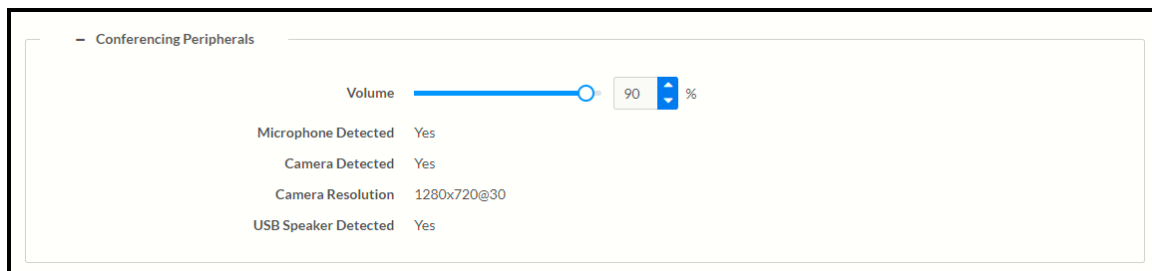 – Conferencing Peripherals
Volume 90 %
Microphone Detected Yes
Camera Detected Yes
Camera Resolution 1280x720@30
USB Speaker Detected Yes